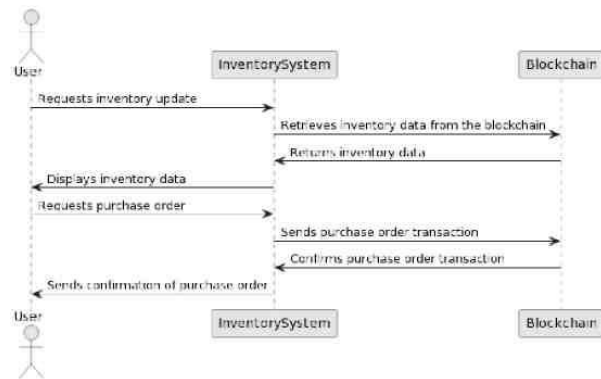 User
InventorySystem
Blockchain
Requests inventory update
Retrieves inventory data from the blockchain
Returns inventory data
Displays inventory data
Requests purchase order
Sends purchase order transaction
Confirms purchase order transaction
Sends confirmation of purchase order
User
InventorySystem
Blockchain